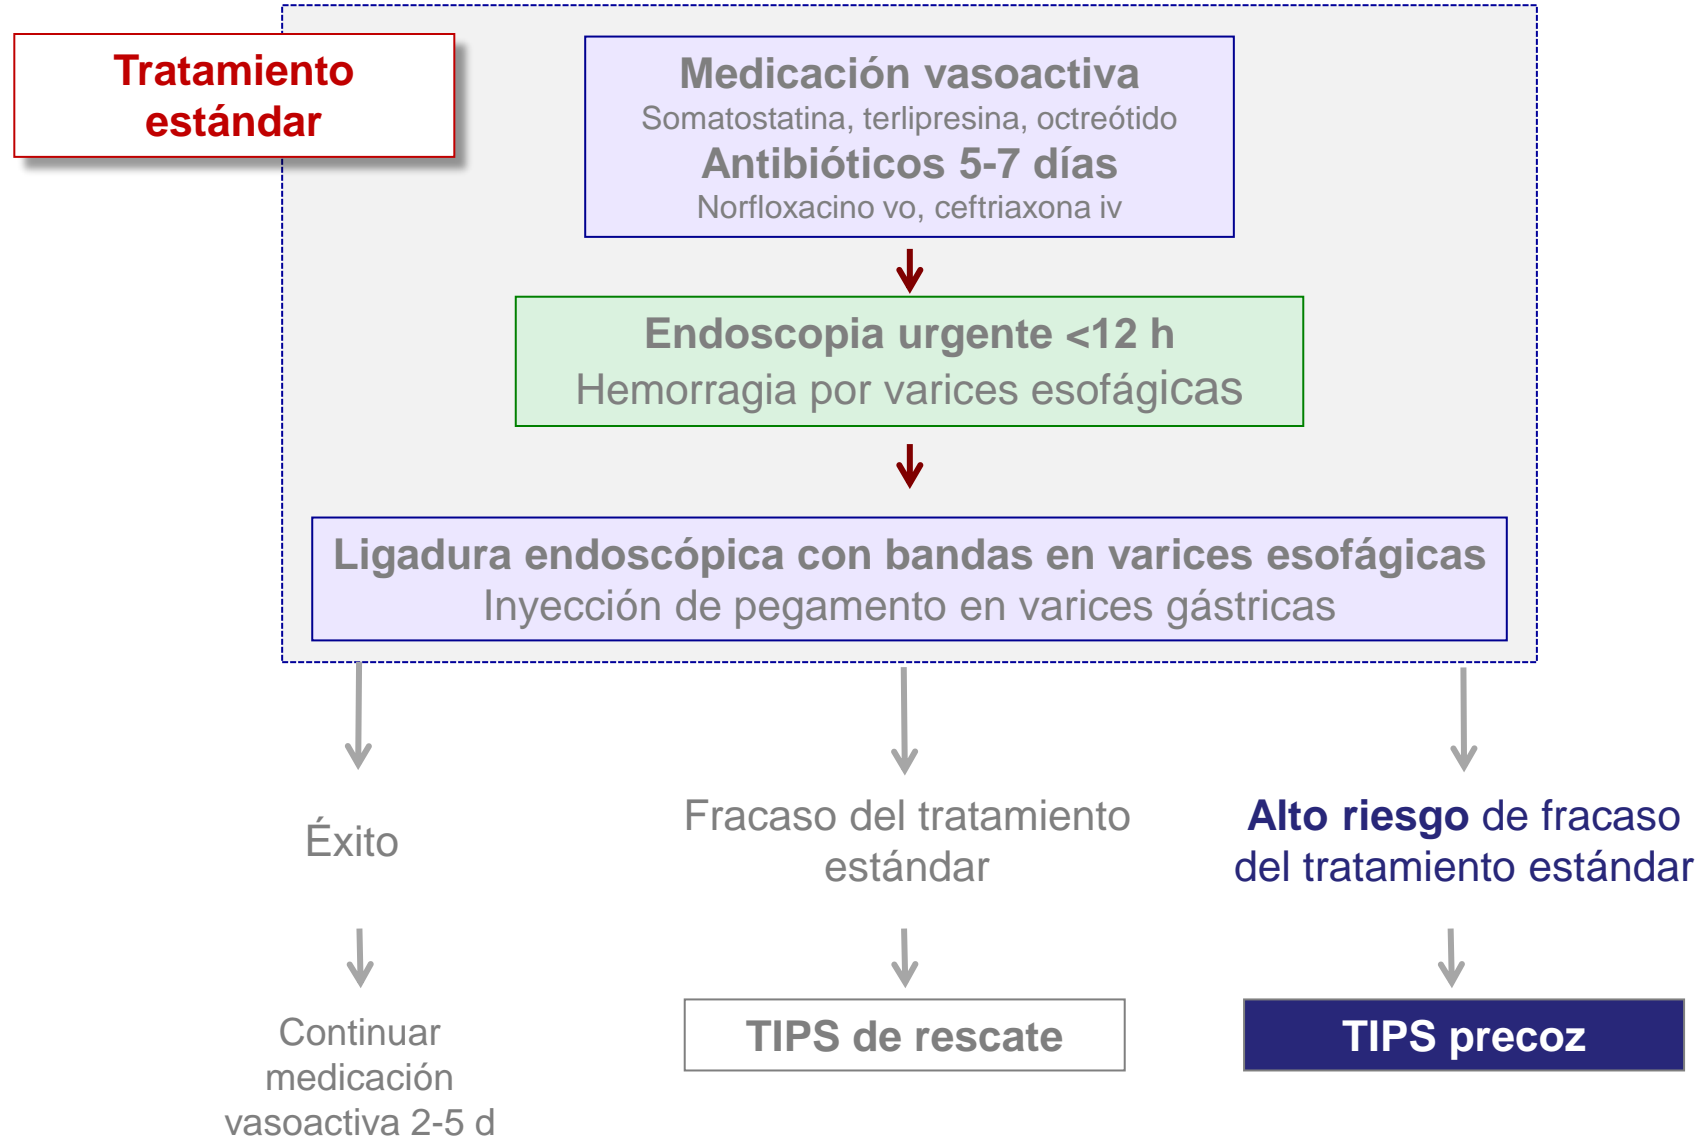 Tratamiento
estándar
Medicación vasoactiva
Somatostatina, terlipresina, octreótido
Antibióticos 5-7 días
Norfloxacino vo, ceftriaxona iv
Endoscopia urgente <12 h
Hemorragia por varices esofágicas
Ligadura endoscópica con bandas en varices esofágicas
Inyección de pegamento en varices gástricas
Éxito
Continuar
medicación
vasoactiva 2-5 d
Fracaso del tratamiento
estándar
TIPS de rescate
Alto riesgo de fracaso
del tratamiento estándar
TIPS precoz